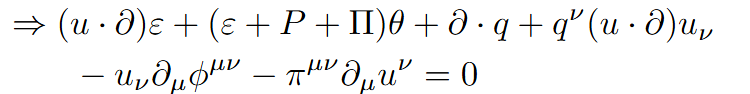 ⇒ (u · ∂)ε + (ε + P + Π)θ + ∂ · q + q^ν(u · ∂)u_ν
− u_ν∂_μϕ^{μν} − π^{μν}∂_μu^ν = 0